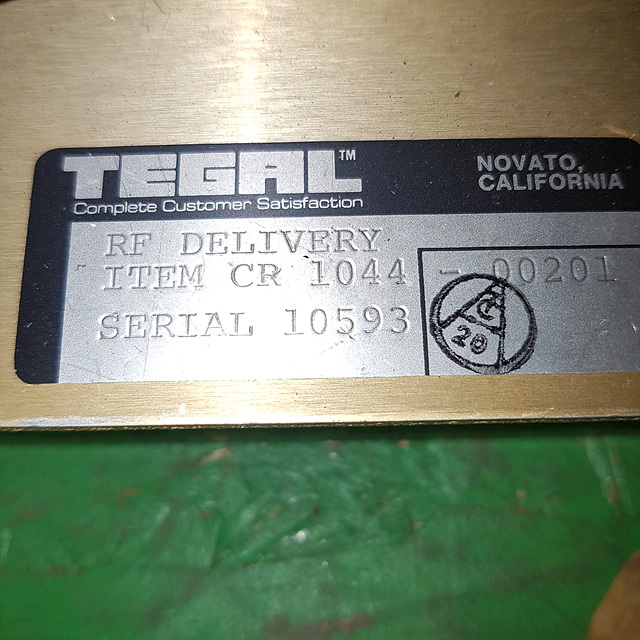 TEGAL™
Complete Customer Satisfaction
NOVATO,
CALIFORNIA
RF DELIVERY
ITEM CR 1044 - 00201
SERIAL 10593
C
20